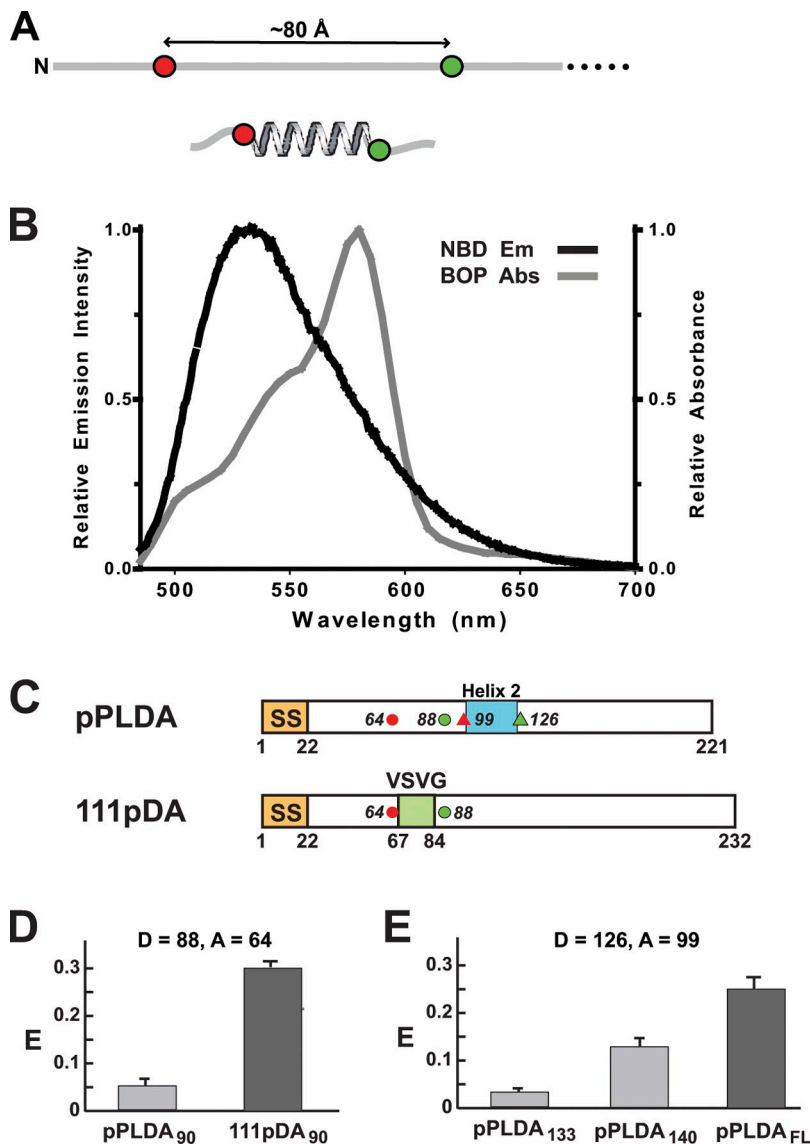 A
~80 Å
N
B
1.0
1.0
NBD Em
BOP Abs
Relative Emission Intensity
0.5
0.5
Relative Absorbance
0.0
0.0
500 550 600 650 700
Wavelength (nm)
C
Helix 2
pPLDA SS 64 88 99 126
1 22 221
VSVG
111pDA SS 64 88
1 22 67 84 232
D
D = 88, A = 64
0.3
0.2
E
0.1
0
pPLDA90 111pDA90
E
D = 126, A = 99
0.3
0.2
E
0.1
0
pPLDA133 pPLDA140 pPLDAFL